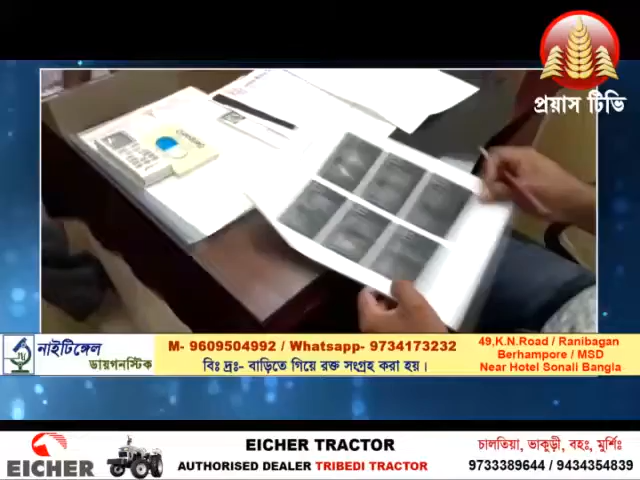 প্রয়াস টিভি
নাইটিঙ্গেল
ডায়গনস্টিক
M- 9609504992 / Whatsapp- 9734173232
বিঃ দ্রঃ- বাড়িতে গিয়ে রক্ত সংগ্রহ করা হয়।
49,K.N.Road / Ranibagan
Berhampore / MSD
Near Hotel Sonali Bangla
EICHER
EICHER TRACTOR
AUTHORISED DEALER TRIBEDI TRACTOR
চালতিয়া, ভাকুড়ী, বহঃ, মুর্শিঃ
9733389644 / 9434354839